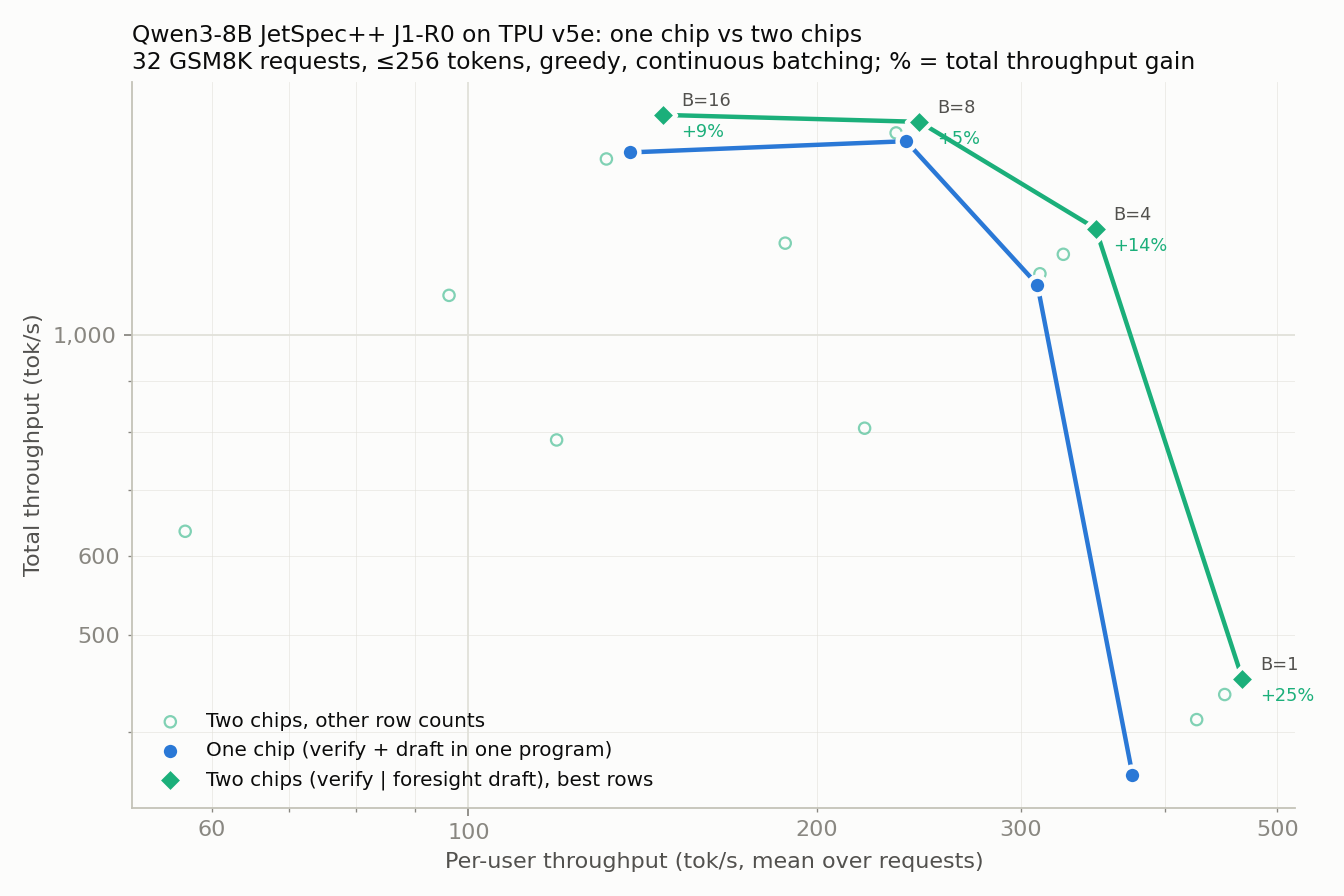 Qwen3-8B JetSpec++ J1-R0 on TPU v5e: one chip vs two chips
32 GSM8K requests, ≤256 tokens, greedy, continuous batching; % = total throughput gain
B=16
+9%
B=8
+5%
B=4
+14%
B=1
+25%
Total throughput (tok/s)
1,000
600
500
Two chips, other row counts
One chip (verify + draft in one program)
Two chips (verify | foresight draft), best rows
60
100
200
300
500
Per-user throughput (tok/s, mean over requests)